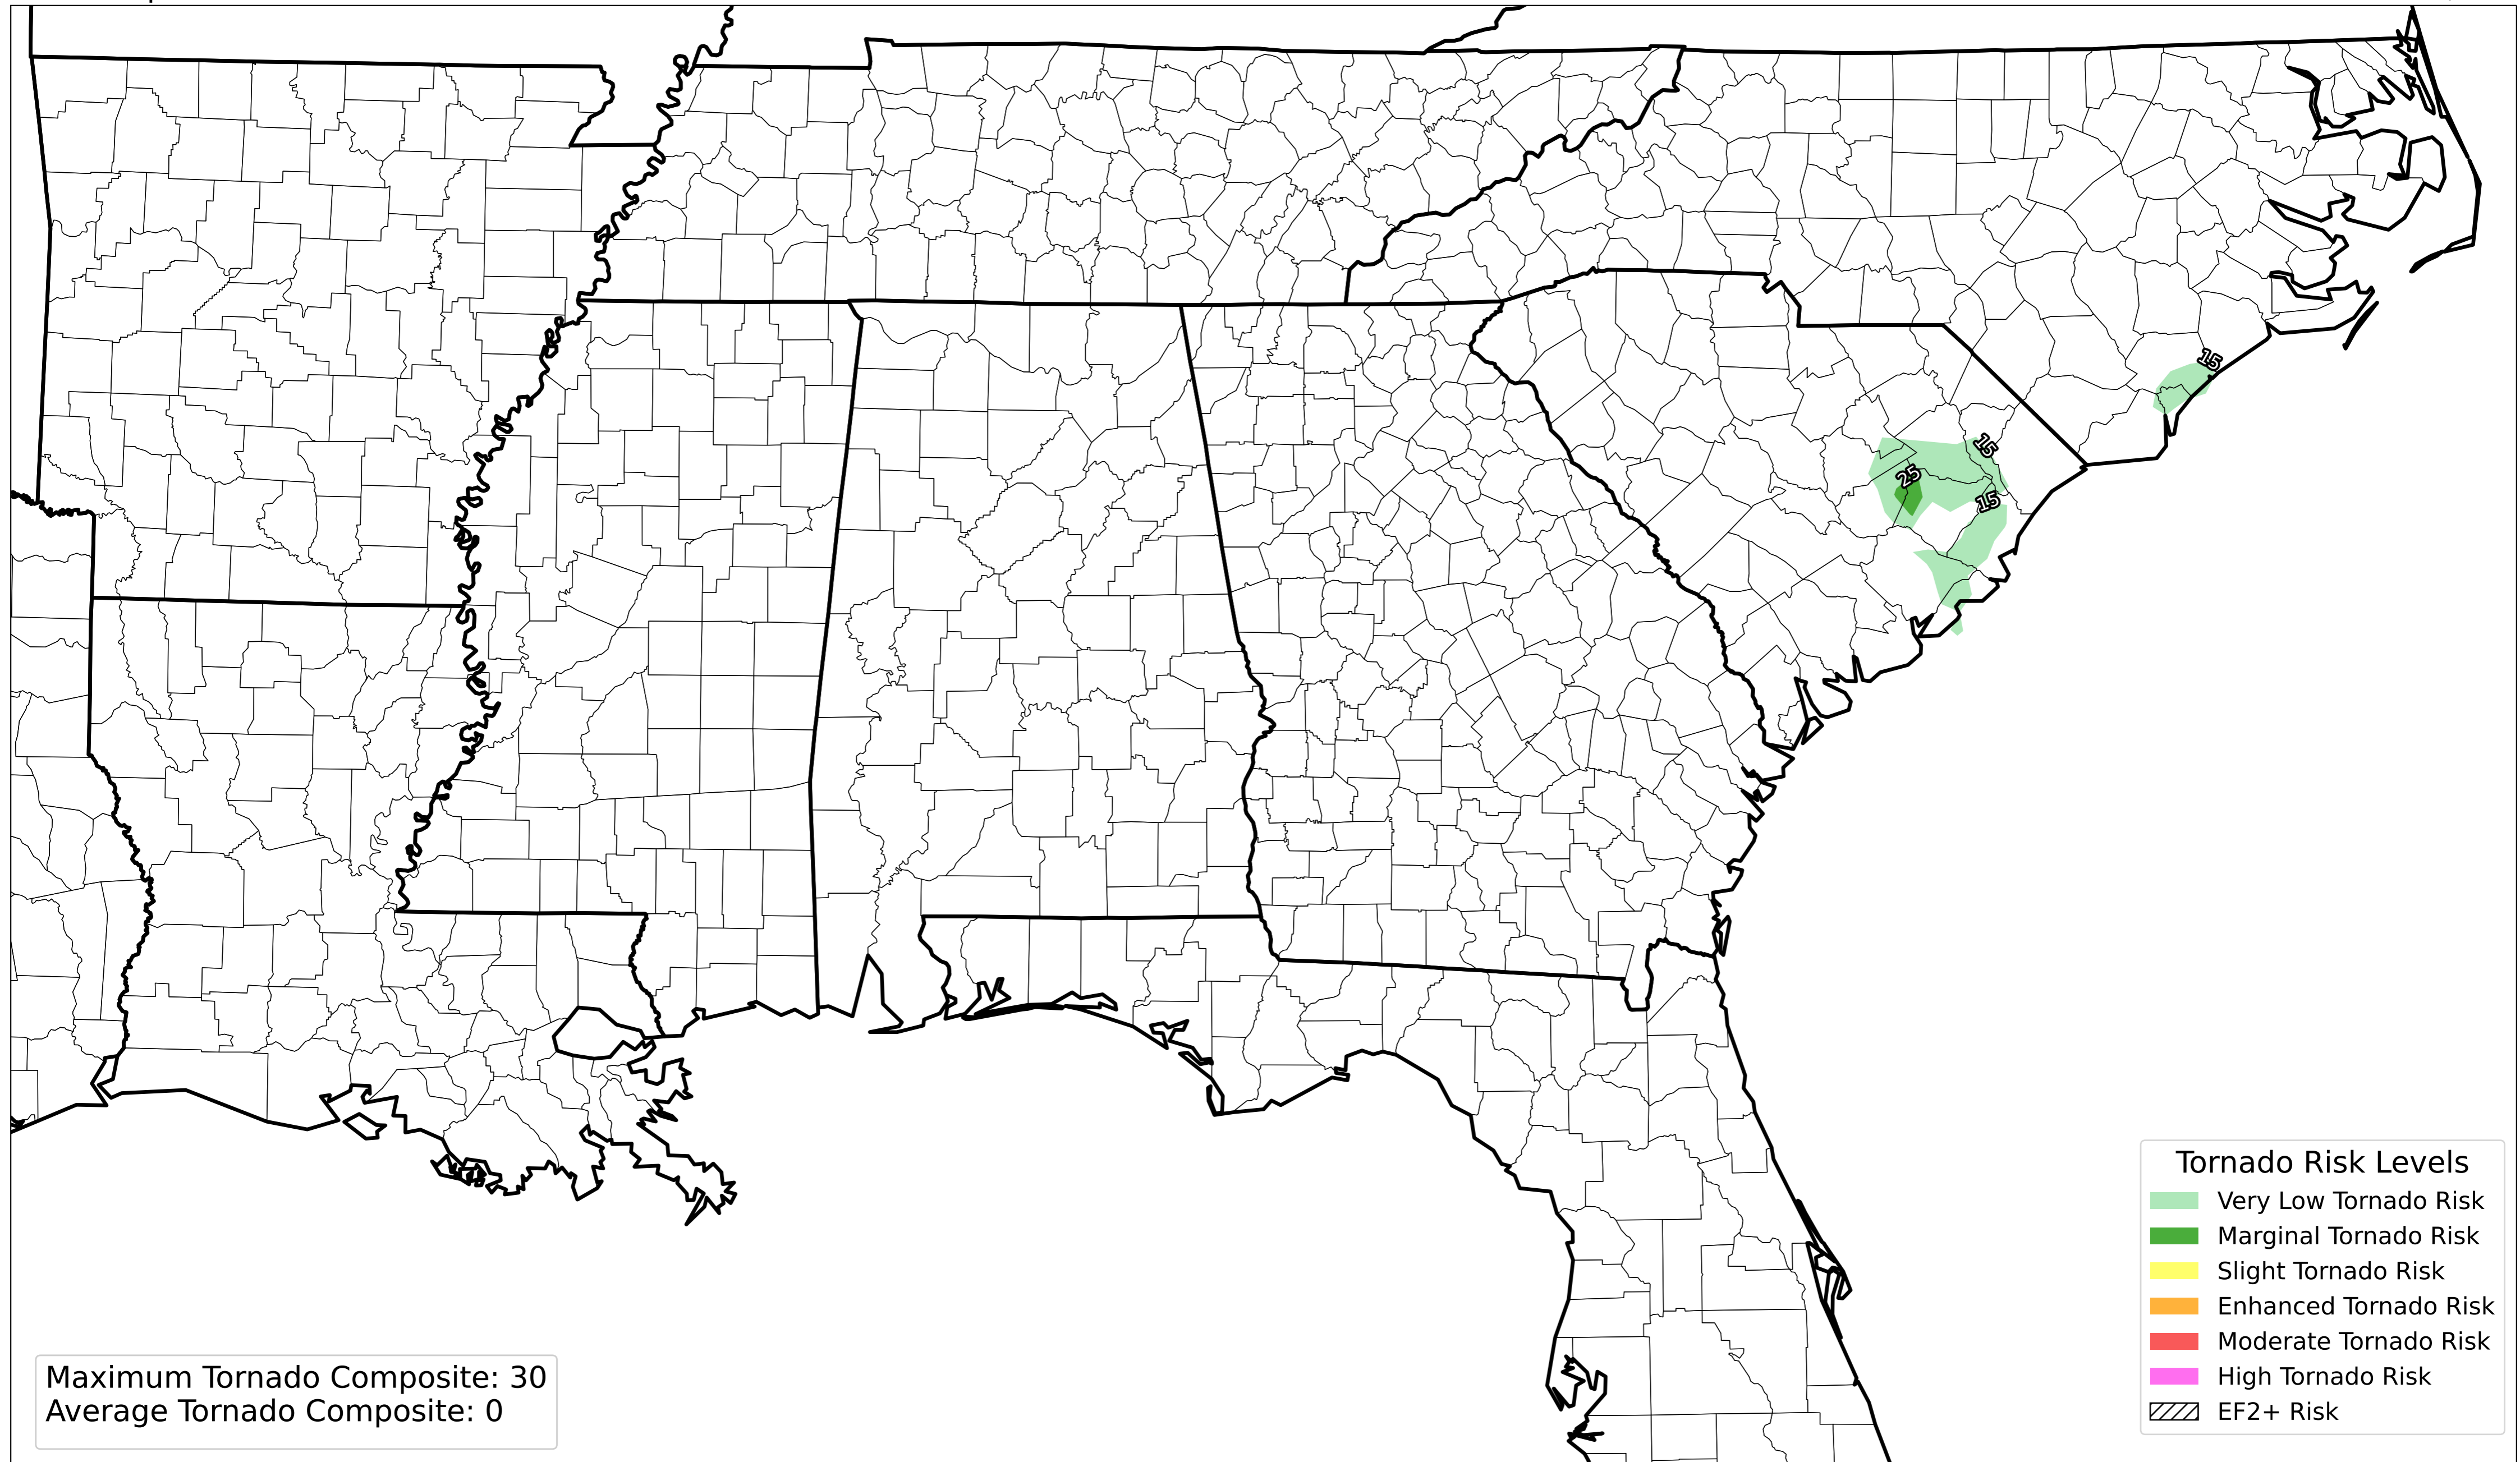 15
15
25
15
Tornado Risk Levels
Very Low Tornado Risk
Marginal Tornado Risk
Slight Tornado Risk
Enhanced Tornado Risk
Moderate Tornado Risk
High Tornado Risk
EF2+ Risk
Maximum Tornado Composite: 30
Average Tornado Composite: 0